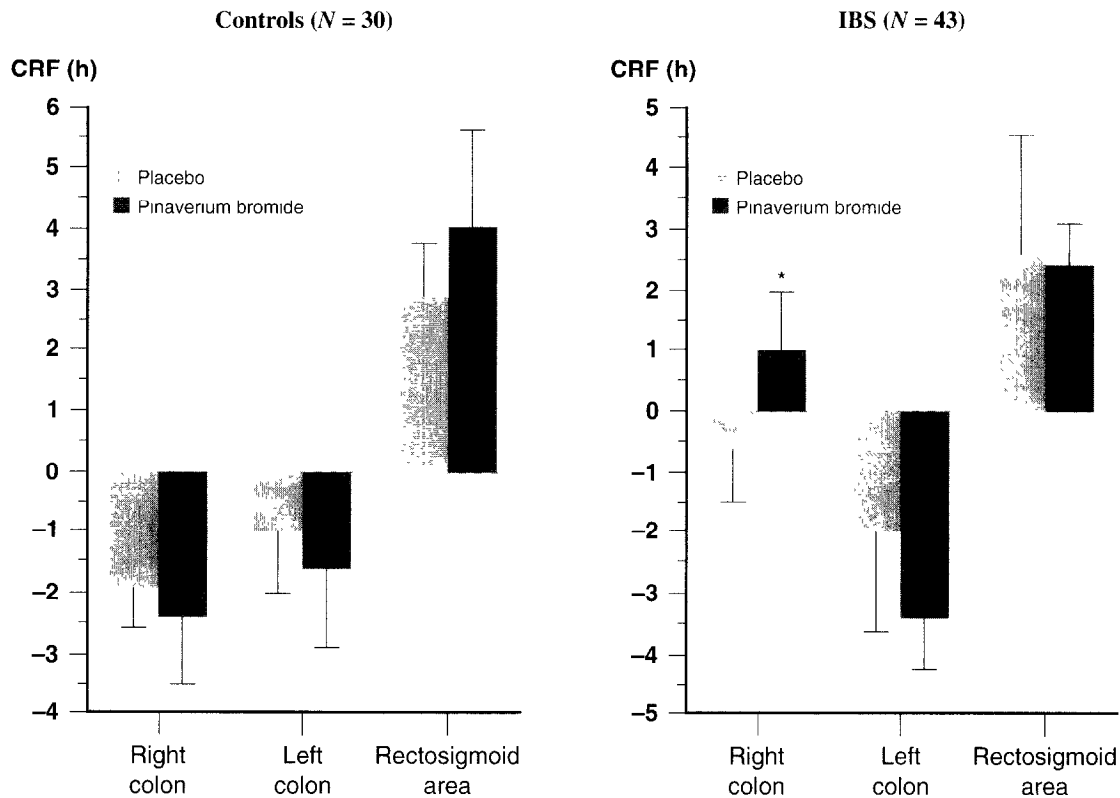 Controls (N = 30)
CRF (h)
6
5
4
3
2
1
0
–1
–2
–3
–4
Placebo
Pinaverium bromide
Right
colon
Left
colon
Rectosigmoid
area
IBS (N = 43)
CRF (h)
5
4
3
2
1
0
–1
–2
–3
–4
–5
Placebo
Pinaverium bromide
*
Right
colon
Left
colon
Rectosigmoid
area